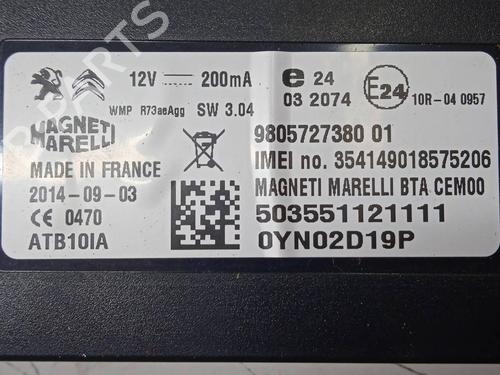 12V 200mA
e 24
03 2074
E24
10R-04 0957
WMP R73aeAgg SW 3.04
MAGNETI
MARELLI
MADE IN FRANCE
2014-09-03
CE 0470
ATB10IA
9805727380 01
IMEI no. 354149018575206
MAGNETI MARELLI BTA CEM00
503551121111
0YN02D19P
PARTS